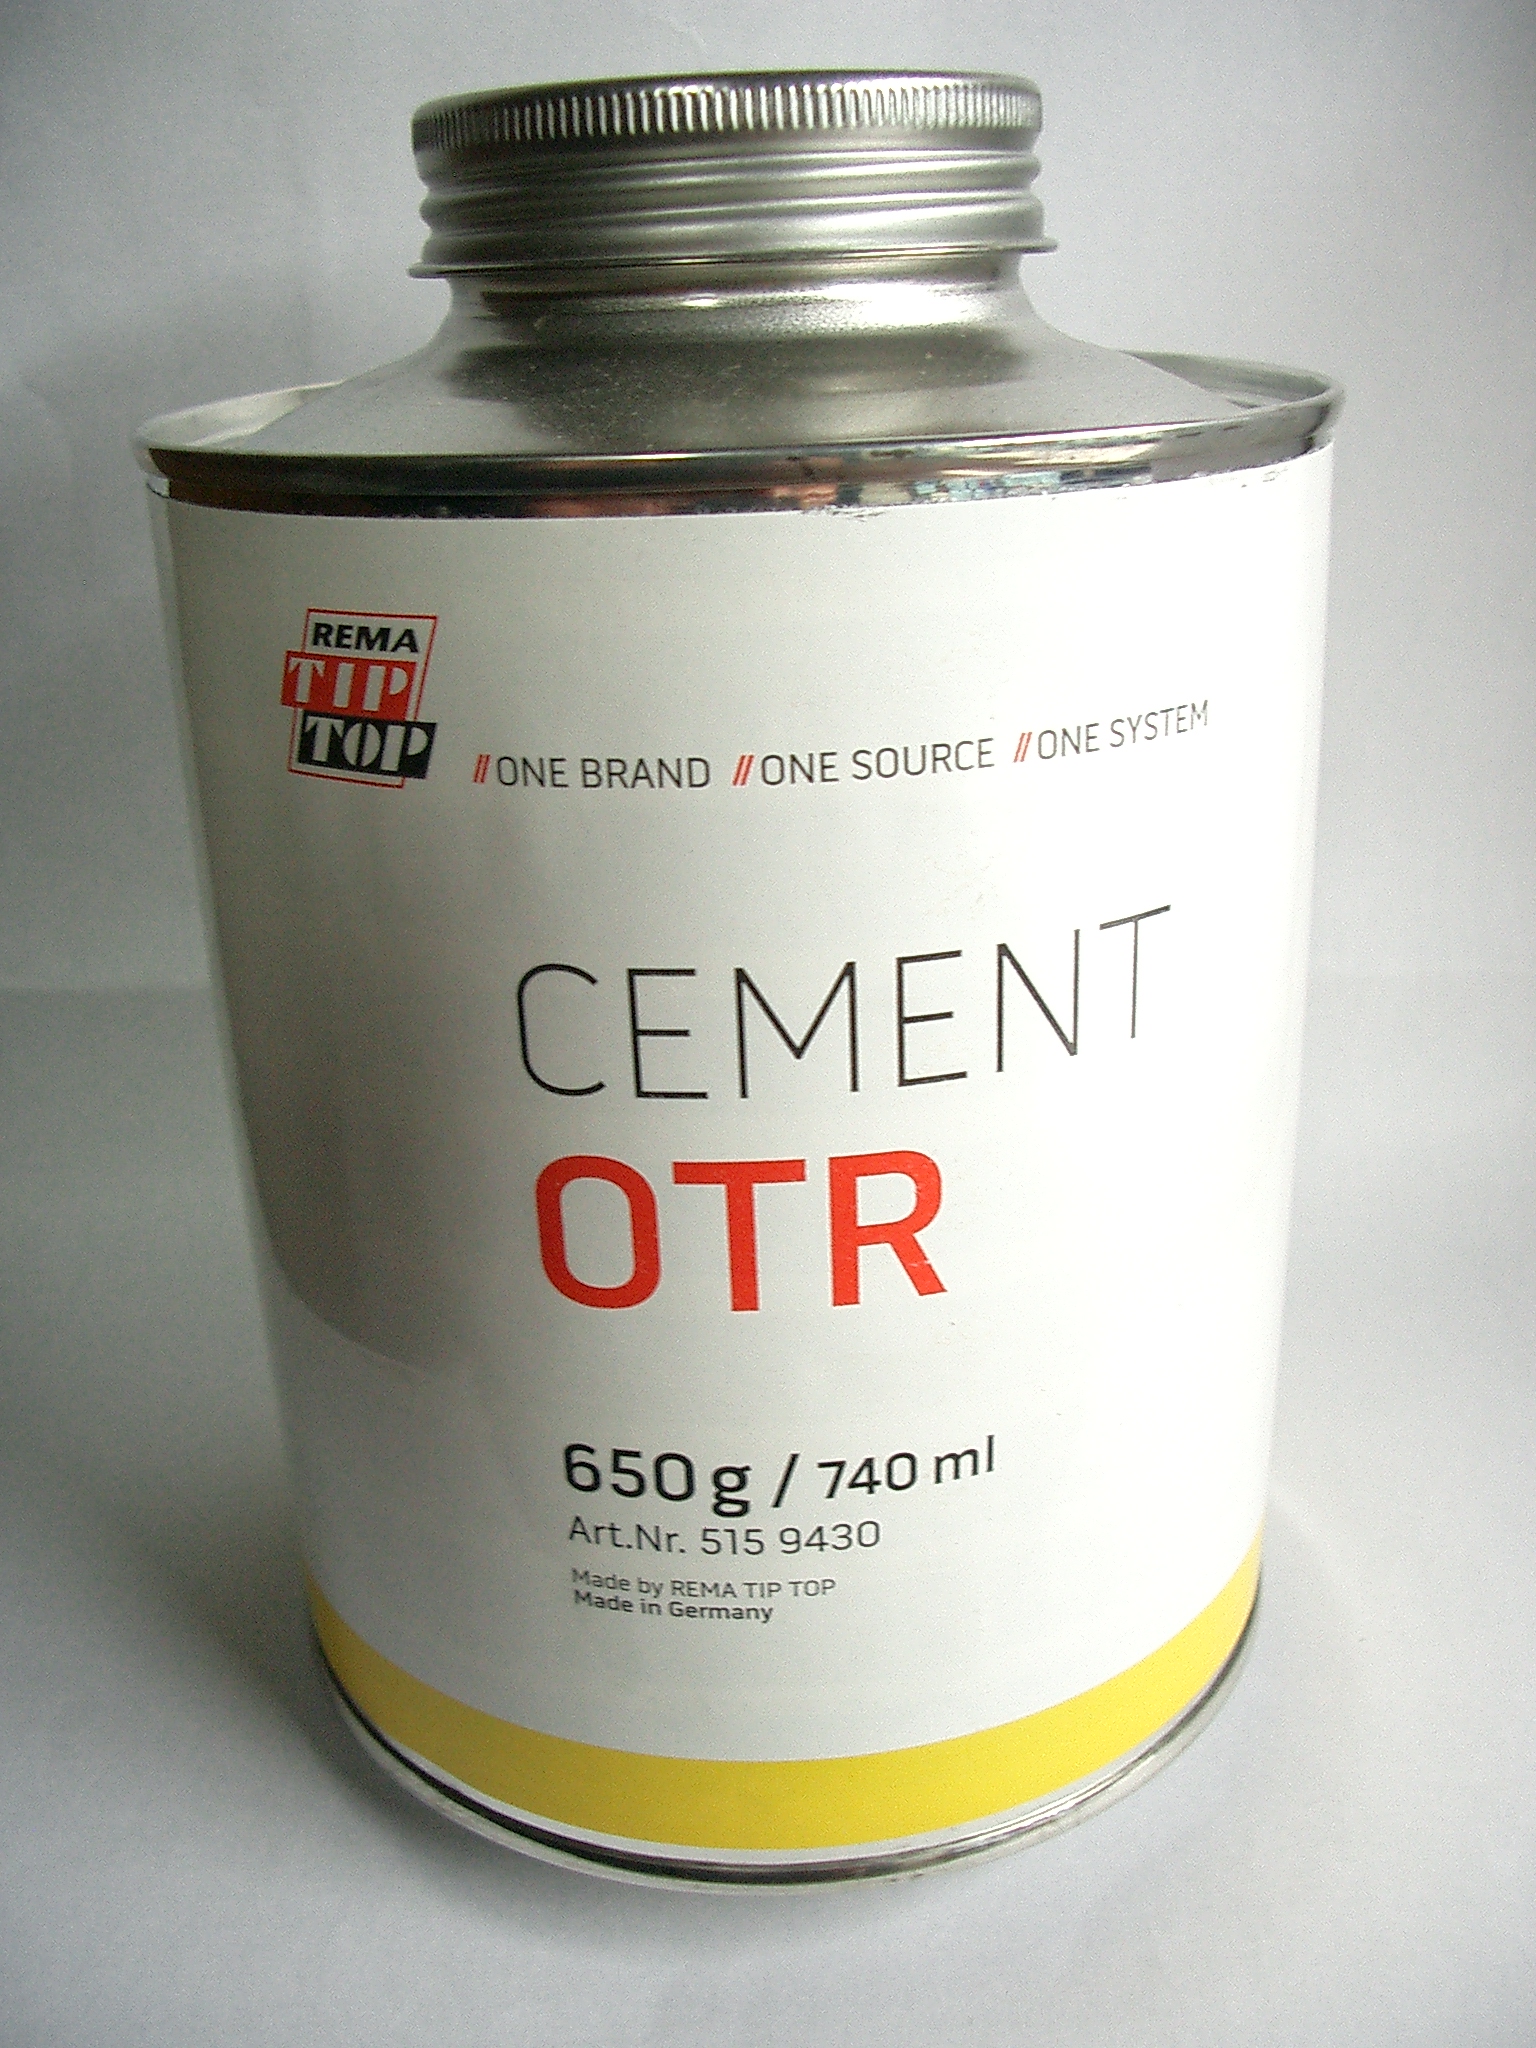 REMA
TIP
TOP
//ONE BRAND //ONE SOURCE //ONE SYSTEM
CEMENT
OTR
650 g / 740 ml
Art.Nr. 515 9430
Made by REMA TIP TOP
Made in Germany